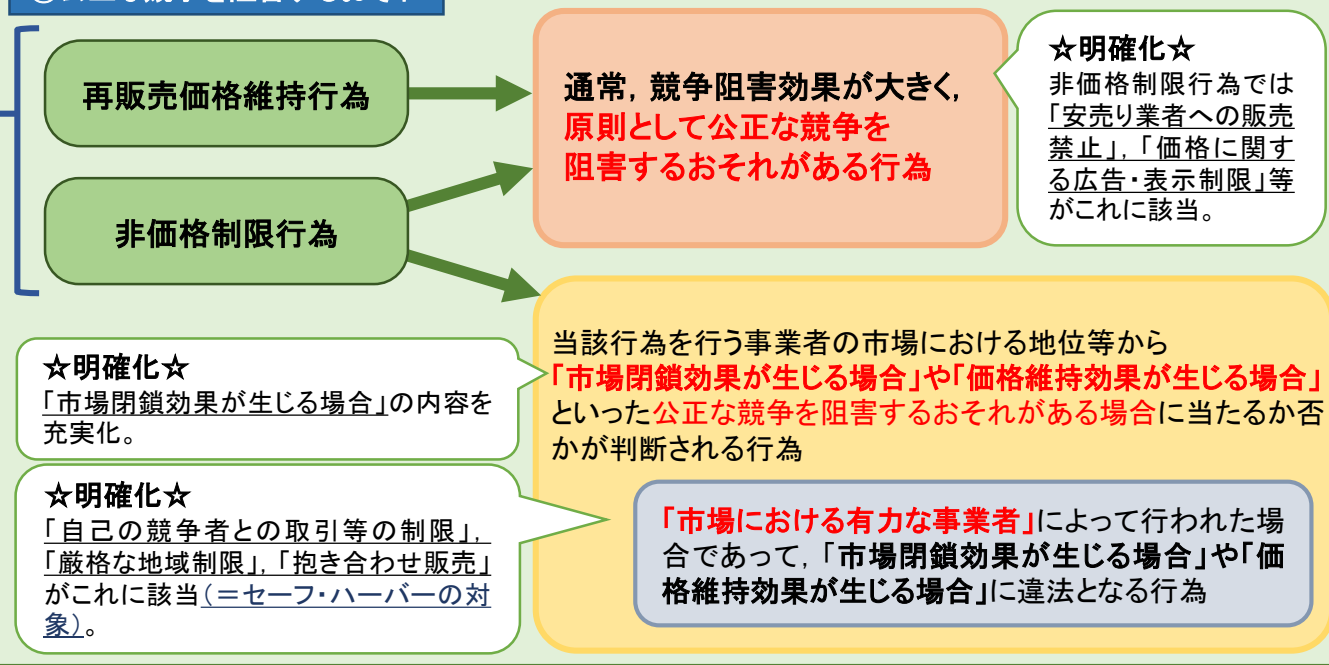 再販売価格維持行為
非価格制限行為
通常，競争阻害効果が大きく，
原則として公正な競争を
阻害するおそれがある行為
☆明確化☆
非価格制限行為では
「安売り業者への販売
禁止」，「価格に関す
る広告・表示制限」等
がこれに該当。
☆明確化☆
「市場閉鎖効果が生じる場合」の内容を
充実化。
当該行為を行う事業者の市場における地位等から
「市場閉鎖効果が生じる場合」や「価格維持効果が生じる場合」
といった公正な競争を阻害するおそれがある場合に当たるか否
かが判断される行為
☆明確化☆
「自己の競争者との取引等の制限」，
「厳格な地域制限」，「抱き合わせ販売」
がこれに該当（＝セーフ・ハーバーの対
象）。
「市場における有力な事業者」によって行われた場
合であって，「市場閉鎖効果が生じる場合」や「価
格維持効果が生じる場合」に違法となる行為